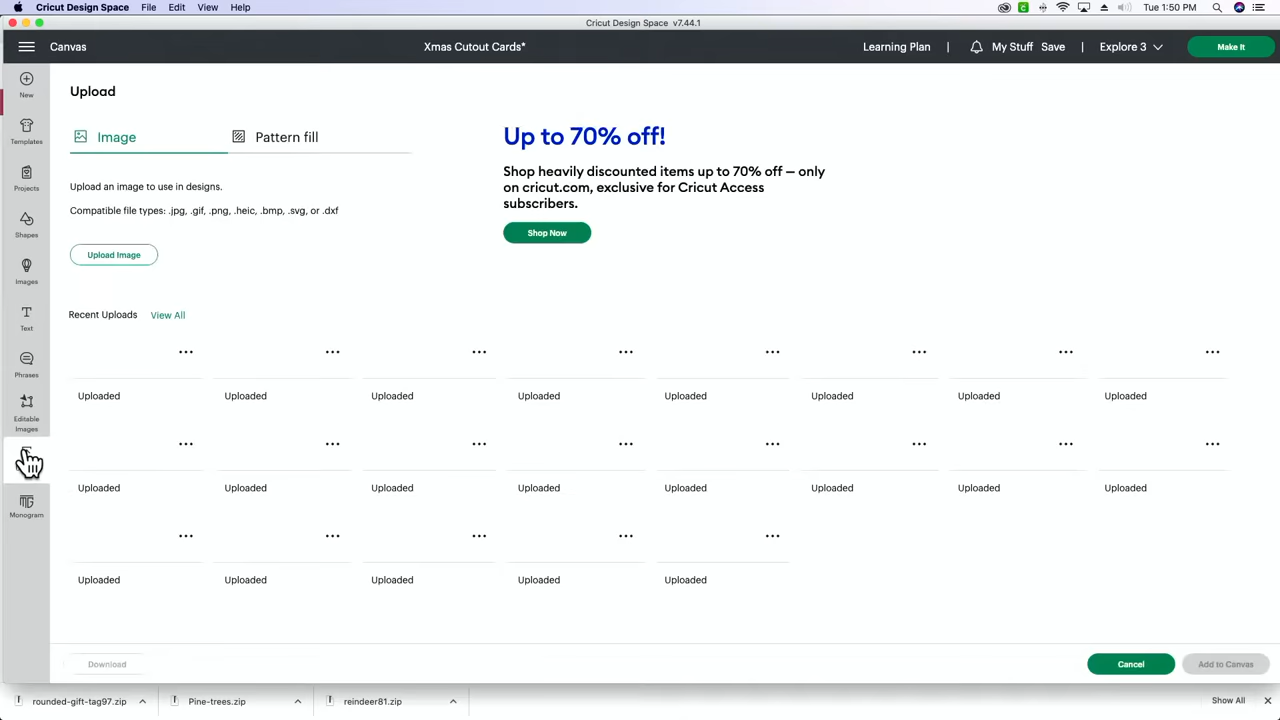 Cricut Design Space File Edit View Help Tue 1:50 PM
Cricut Design Space v7.44.1
Canvas Xmas Cutout Cards* Learning Plan | My Stuff Save | Explore 3 Make It
New
Templates
Projects
Shapes
Images
Text
Phrases
Editable
Images
Monogram
Upload
Image Pattern fill
Upload an image to use in designs.
Compatible file types: .jpg, .gif, .png, .heic, .bmp, .svg, or .dxf
Upload Image
Up to 70% off!
Shop heavily discounted items up to 70% off — only
on cricut.com, exclusive for Cricut Access
subscribers.
Shop Now
Recent Uploads View All
Uploaded Uploaded Uploaded Uploaded Uploaded Uploaded Uploaded Uploaded
Uploaded Uploaded Uploaded Uploaded Uploaded Uploaded Uploaded Uploaded
Uploaded Uploaded Uploaded Uploaded Uploaded
Download Cancel Add to Canvas
rounded-gift-tag97.zip Pine-trees.zip reindeer81.zip Show All